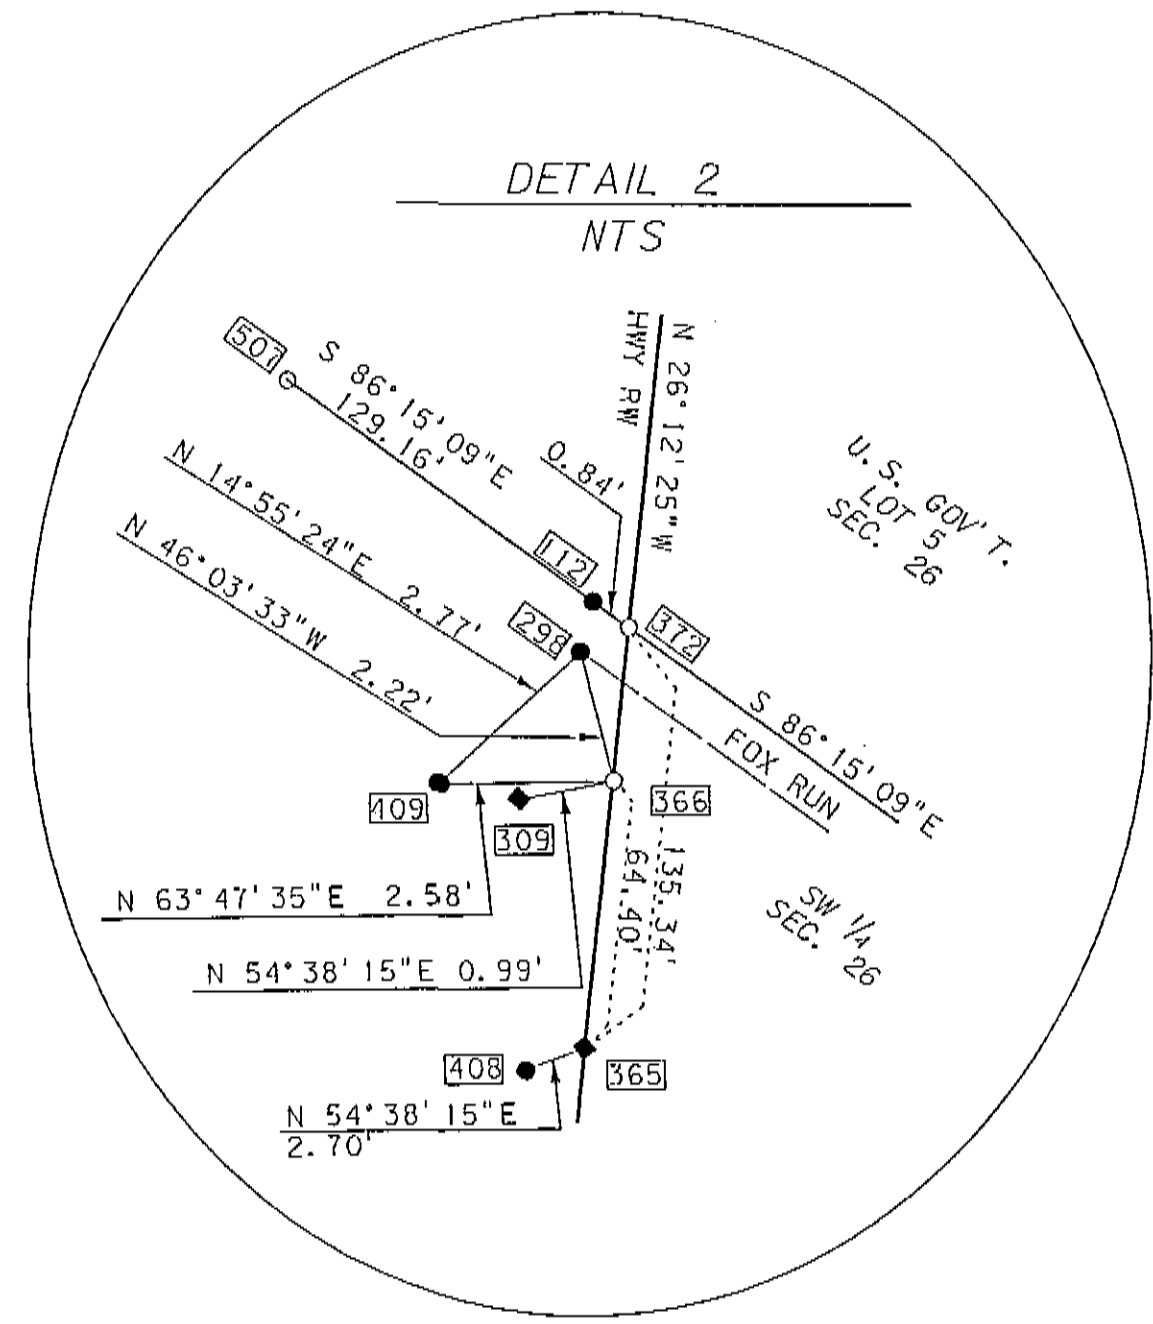 DETAIL 2
NTS
507
S 86°15'09"E
129.16'
N 26°12'25"W
HWY RW
0.84'
U.S. GOV'T.
LOT 5
SEC. 26
N 14°55'24"E 2.77'
N 46°03'33"W 2.22'
112
298
372
S 86°15'09"E
FOX RUN
409
309
366
N 63°47'35"E 2.58'
64.40'
135.34'
SW 1/4
SEC. 26
N 54°38'15"E 0.99'
408
365
N 54°38'15"E
2.70'